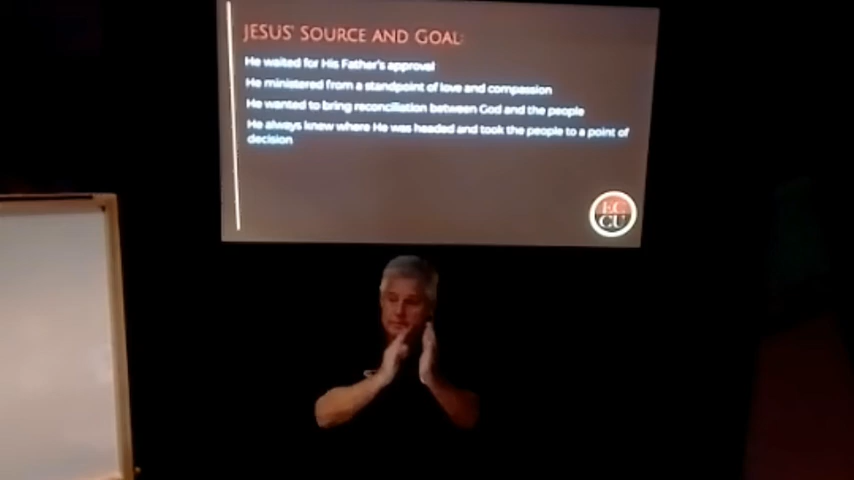 JESUS' SOURCE AND GOAL:
He waited for His Father's approval
He ministered from a standpoint of love and compassion
He wanted to bring reconciliation between God and the people
He always knew where He was headed and took the people to a point of
decision
EC
CU